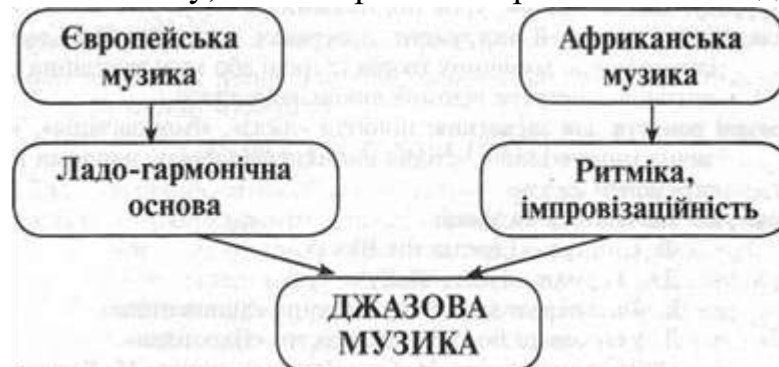 Європейська
музика
Африканська
музика
Ладо-гармонічна
основа
Ритміка,
імпровізаційність
ДЖАЗОВА
МУЗИКА